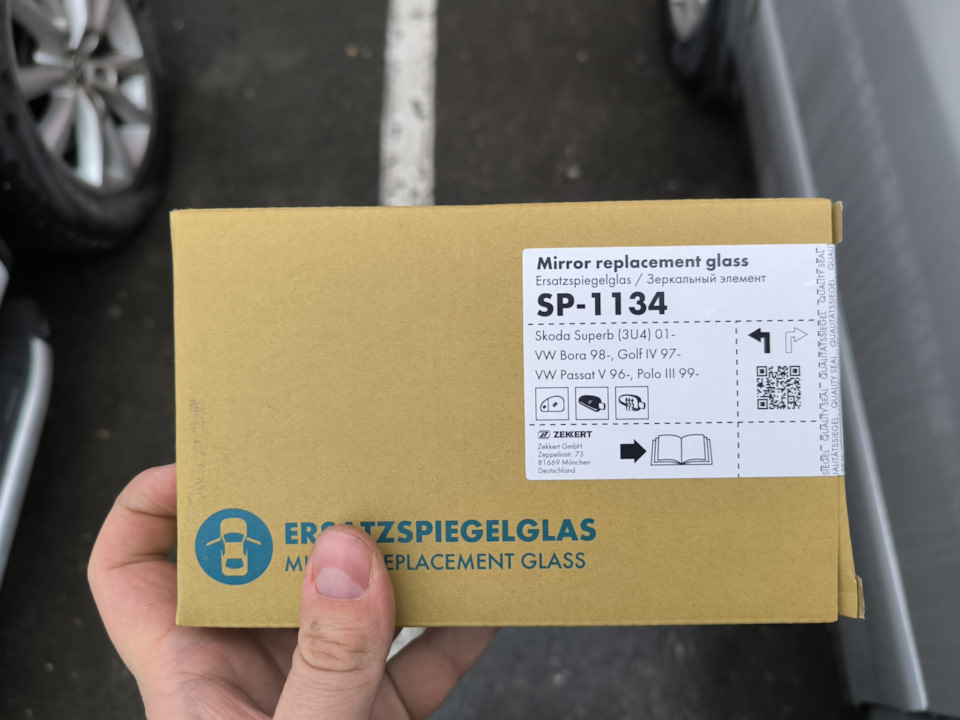 Mirror replacement glass
Ersatzspiegelglas / Зеркальный элемент
SP-1134
Skoda Superb (3U4) 01-
VW Bora 98-, Golf IV 97-
VW Passat V 96-, Polo III 99-
ZEKKERT
Zekkert GmbH
Zeppelinstr. 73
81669 München
Deutschland
QUALITÄTSSIEGEL QUALITY SEAL
ERSATZSPIEGELGLAS
REPLACEMENT GLASS